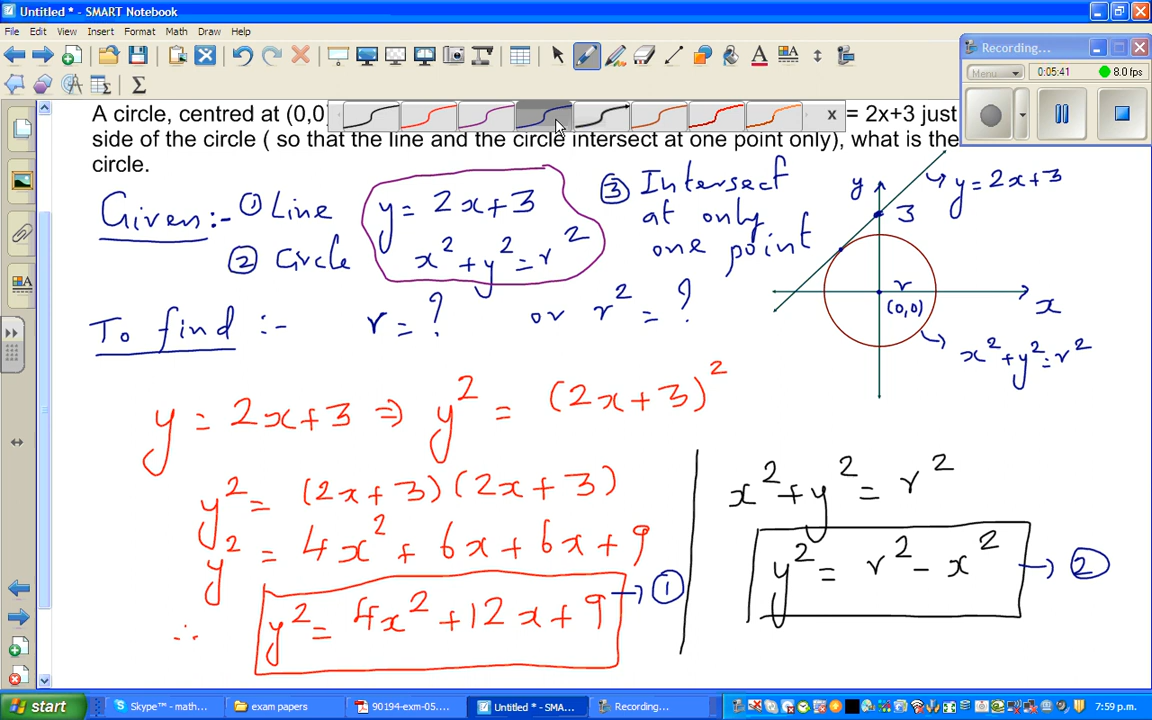 Untitled * - SMART Notebook
File Edit View Insert Format Math Draw Help
Recording...
Menu
00:05:41
8.0 fps
A circle, centred at (0,0 = 2x+3 just
side of the circle ( so that the line and the circle intersect at one point only), what is the
circle.
Given:- ① Line y = 2x+3
② Circle x² + y² = r²
③ Intersect
at only
one point
To find :- r = ? or r² = ?
y
y = 2x+3
3
r
(0,0)
x
x² + y² = r²
y = 2x+3 ⇒ y² = (2x+3)²
y² = (2x+3)(2x+3)
y² = 4x² + 6x + 6x + 9
∴ y² = 4x² + 12x + 9 → ①
x² + y² = r²
y² = r² - x² → ②
start
Skype™ - math...
exam papers
90194-exm-05....
Untitled * - SMA...
Recording...
7:59 p.m.